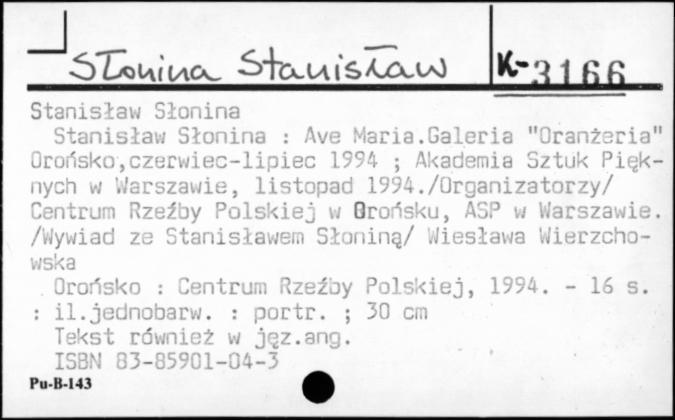 Słonina Stanisław K-3166
Stanisław Słonina
Stanisław Słonina : Ave Maria.Galeria "Oranżeria"
Orońsko,czerwiec-lipiec 1994 ; Akademia Sztuk Pięk-
nych w Warszawie, listopad 1994./Organizatorzy/
Centrum Rzeźby Polskiej w Orońsku, ASP w Warszawie.
/Wywiad ze Stanisławem Słoniną/ Wiesława Wierzcho-
wska
Orońsko : Centrum Rzeźby Polskiej, 1994. - 16 s.
: il.jednobarw. : portr. ; 30 cm
Tekst również w jęz.ang.
ISBN 83-85901-04-3
Pu-B-143